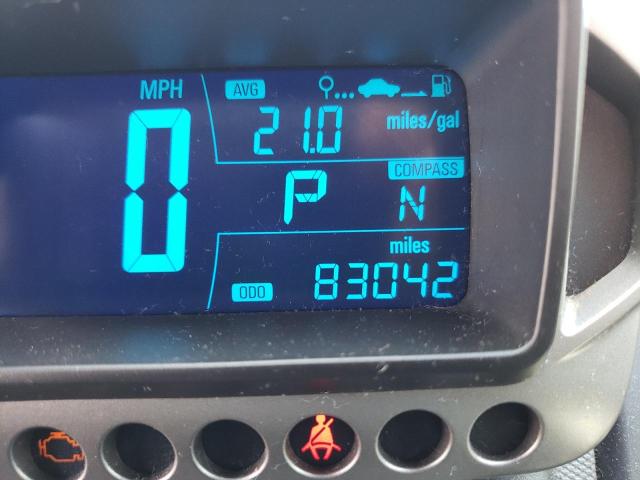 MPH AVG
21.0 miles/gal
0 COMPASS
P N
miles
ODO 83042